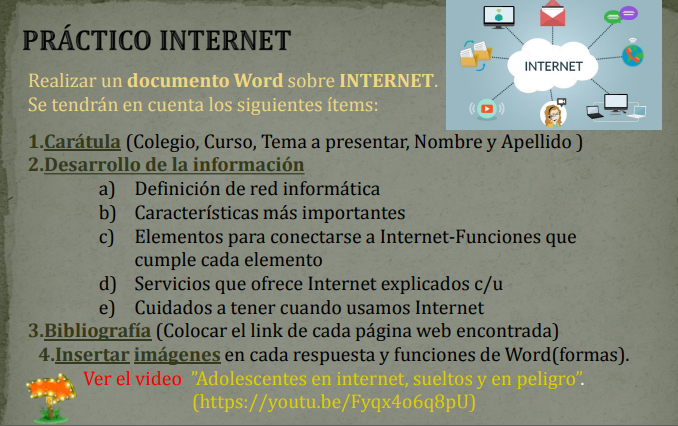 PRÁCTICO INTERNET
INTERNET
Realizar un documento Word sobre INTERNET.
Se tendrán en cuenta los siguientes ítems:
1.Carátula (Colegio, Curso, Tema a presentar, Nombre y Apellido )
2.Desarrollo de la información
a) Definición de red informática
b) Características más importantes
c) Elementos para conectarse a Internet-Funciones que
cumple cada elemento
d) Servicios que ofrece Internet explicados c/u
e) Cuidados a tener cuando usamos Internet
3.Bibliografía (Colocar el link de cada página web encontrada)
4.Insertar imágenes en cada respuesta y funciones de Word(formas).
Ver el video "Adolescentes en internet, sueltos y en peligro".
(https://youtu.be/Fyqx4o6q8pU)